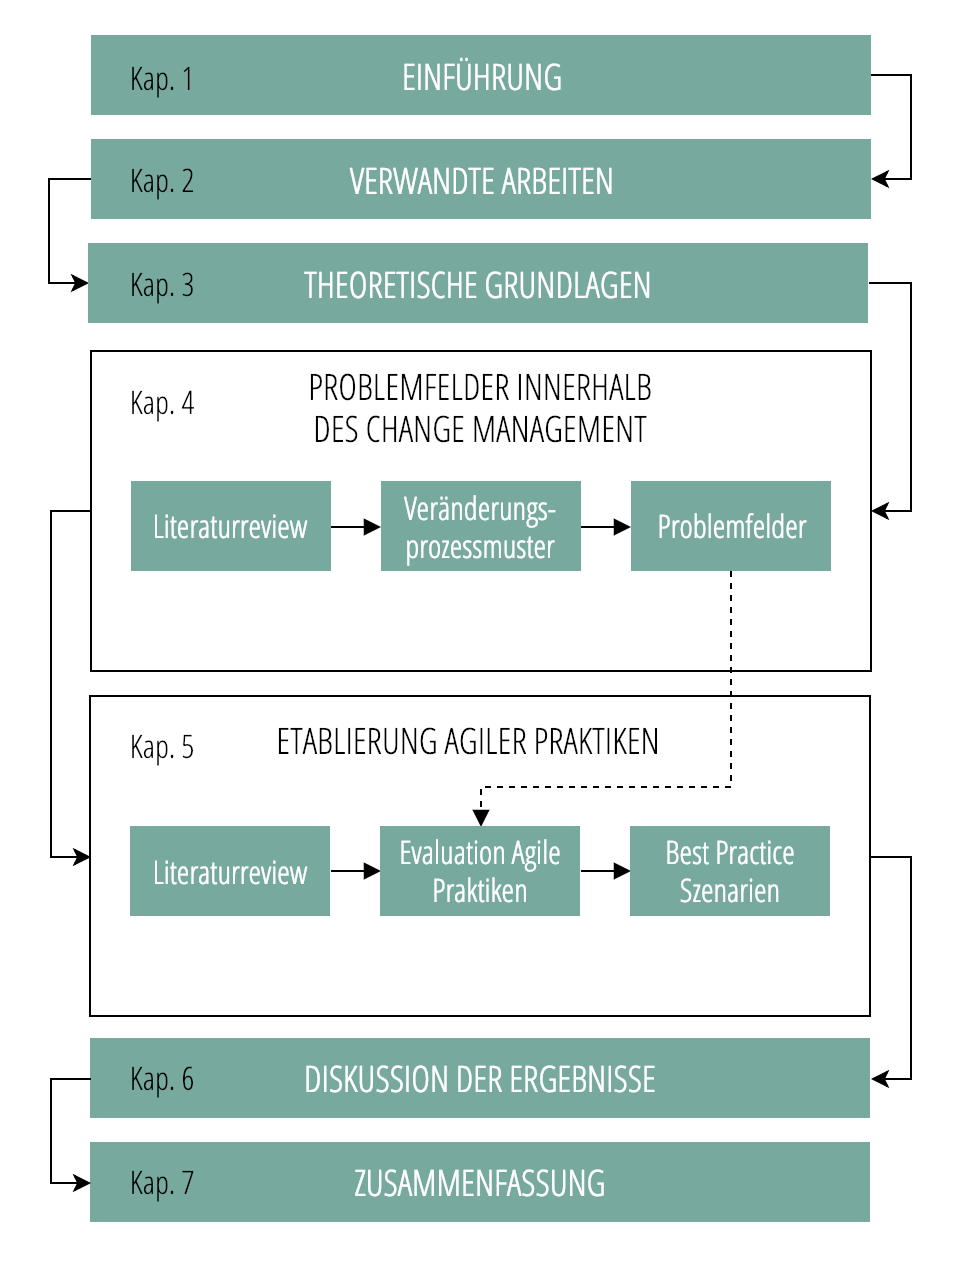 Kap. 1 EINFÜHRUNG
Kap. 2 VERWANDTE ARBEITEN
Kap. 3 THEORETISCHE GRUNDLAGEN
Kap. 4
PROBLEMFELDER INNERHALB
DES CHANGE MANAGEMENT
Literaturreview
Veränderungs-
prozessmuster
Problemfelder
Kap. 5 ETABLIERUNG AGILER PRAKTIKEN
Literaturreview
Evaluation Agile
Praktiken
Best Practice
Szenarien
Kap. 6 DISKUSSION DER ERGEBNISSE
Kap. 7 ZUSAMMENFASSUNG